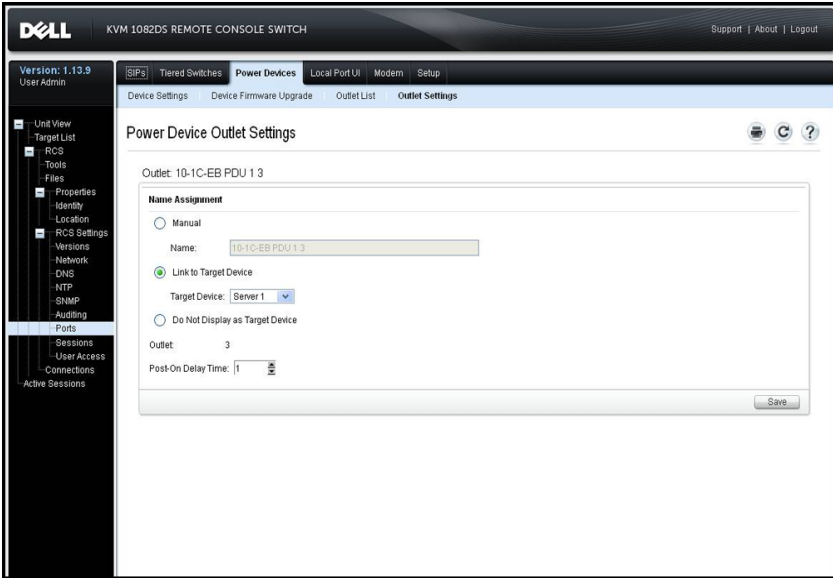 DELL
KVM 1082DS REMOTE CONSOLE SWITCH
Support | About | Logout
Version: 1.13.9
User:Admin
SIPs Tiered Switches Power Devices Local Port UI Modem Setup
Device Settings Device Firmware Upgrade Outlet List Outlet Settings
Unit View
Target List
RCS
Tools
Files
Properties
Identity
Location
RCS Settings
Versions
Network
DNS
NTP
SNMP
Auditing
Ports
Sessions
User Access
Connections
Active Sessions
Power Device Outlet Settings
?
Outlet: 10-1C-EB PDU 1 3
Name Assignment
Manual
Name: 10-1C-EB PDU 1 3
Link to Target Device
Target Device: Server 1
Do Not Display as Target Device
Outlet: 3
Post-On Delay Time: 1
Save